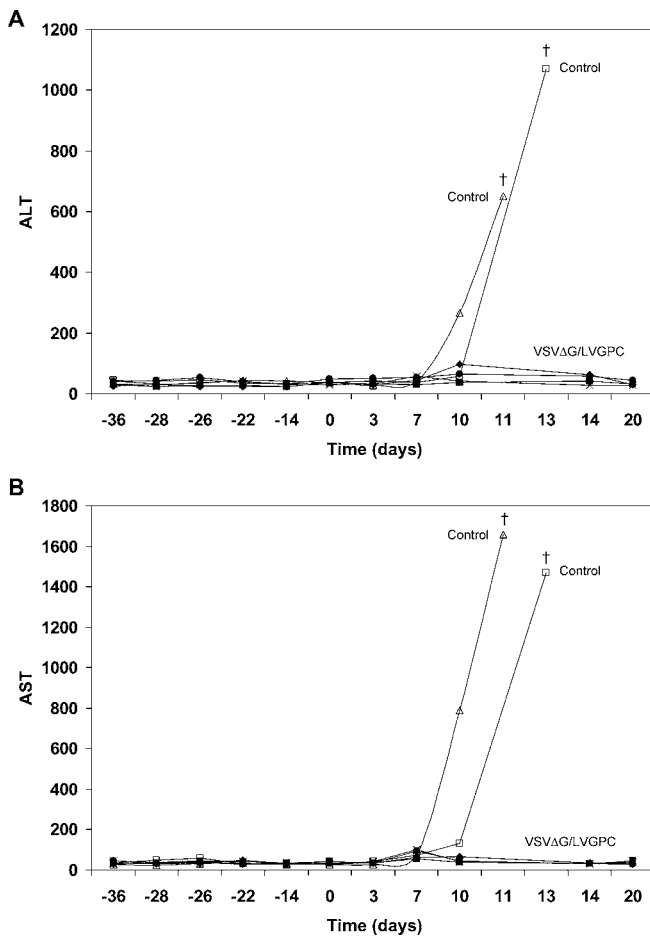 A
1200
1000
800
600
400
200
0
ALT
† Control
Control †
VSVΔG/LVGPC
-36 -28 -26 -22 -14 0 3 7 10 11 13 14 20
Time (days)
B
1800
1600
1400
1200
1000
800
600
400
200
0
AST
Control †
† Control
VSVΔG/LVGPC
-36 -28 -26 -22 -14 0 3 7 10 11 13 14 20
Time (days)